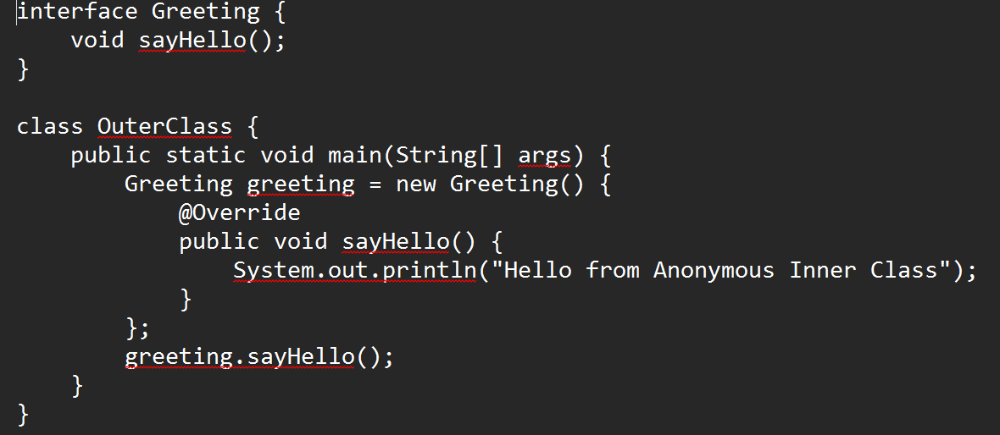 interface Greeting {
    void sayHello();
}

class OuterClass {
    public static void main(String[] args) {
        Greeting greeting = new Greeting() {
            @Override
            public void sayHello() {
                System.out.println("Hello from Anonymous Inner Class");
            }
        };
        greeting.sayHello();
    }
}